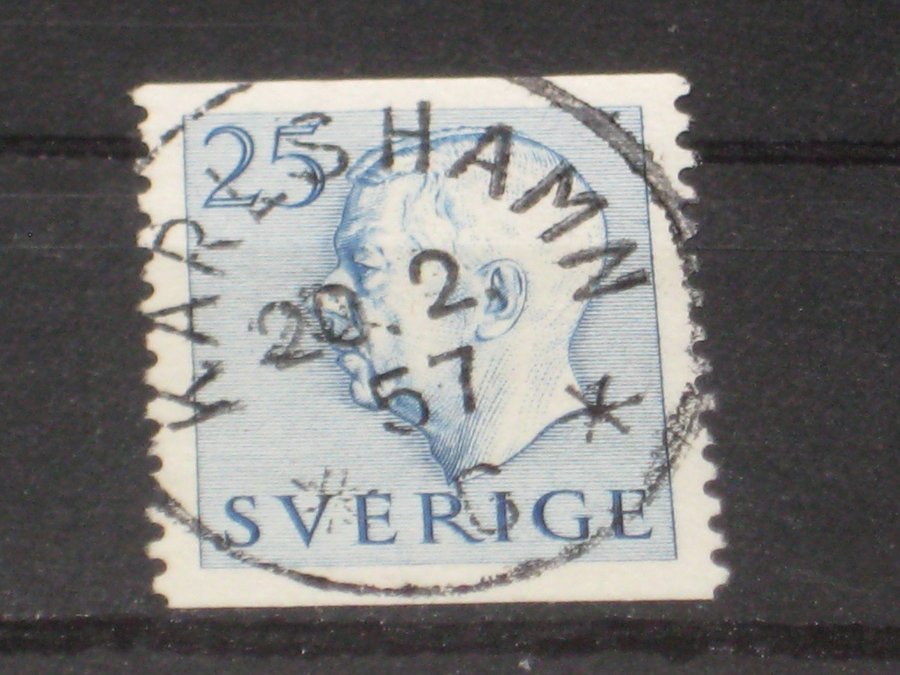 25
KARLSHAMN
20.2
57
* C *
SVERIGE